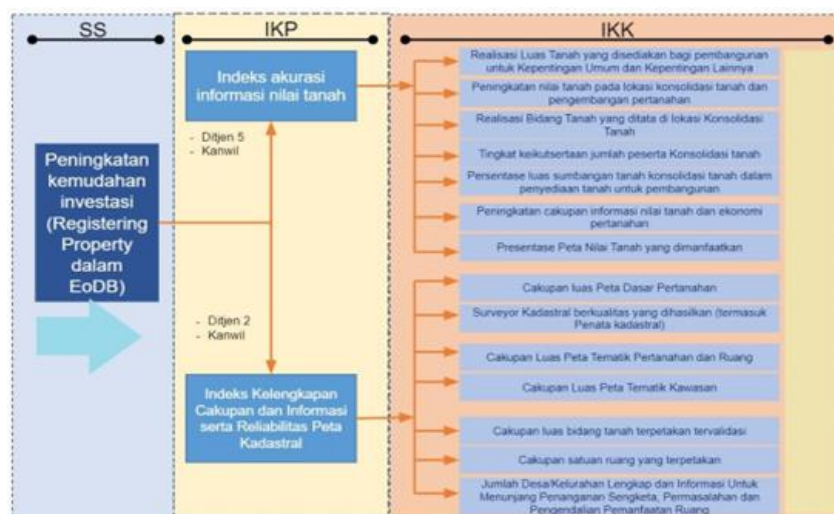 SS
IKP
IKK
Peningkatan
kemudahan
investasi
(Registering
Property
dalam
EoDB)
Indeks akurasi
informasi nilai tanah
- Ditjen 5
- Kanwil
- Ditjen 2
- Kanwil
Indeks Kelengkapan
Cakupan dan Informasi
serta Reliabilitas Peta
Kadastral
Realisasi Luas Tanah yang disediakan bagi pembangunan
untuk Kepentingan Umum dan Kepentingan Lainnya
Peningkatan nilai tanah pada lokasi konsolidasi tanah dan
pengembangan pertanahan
Realisasi Bidang Tanah yang ditata di lokasi Konsolidasi
Tanah
Tingkat keikutsertaan jumlah peserta Konsolidasi tanah
Persentase luas sumbangan tanah konsolidasi tanah dalam
penyediaan tanah untuk pembangunan
Peningkatan cakupan informasi nilai tanah dan ekonomi
pertanahan
Presentase Peta Nilai Tanah yang dimanfaatkan
Cakupan luas Peta Dasar Pertanahan
Surveyor Kadastral berkualitas yang dihasilkan (termasuk
Penata kadastral)
Cakupan Luas Peta Tematik Pertanahan dan Ruang
Cakupan Luas Peta Tematik Kawasan
Cakupan luas bidang tanah terpetakan tervalidasi
Cakupan satuan ruang yang terpetakan
Jumlah Desa/Kelurahan Lengkap dan Informasi Untuk
Menunjang Penanganan Sengketa, Permasalahan dan
Pengendalian Pemanfaatan Ruang